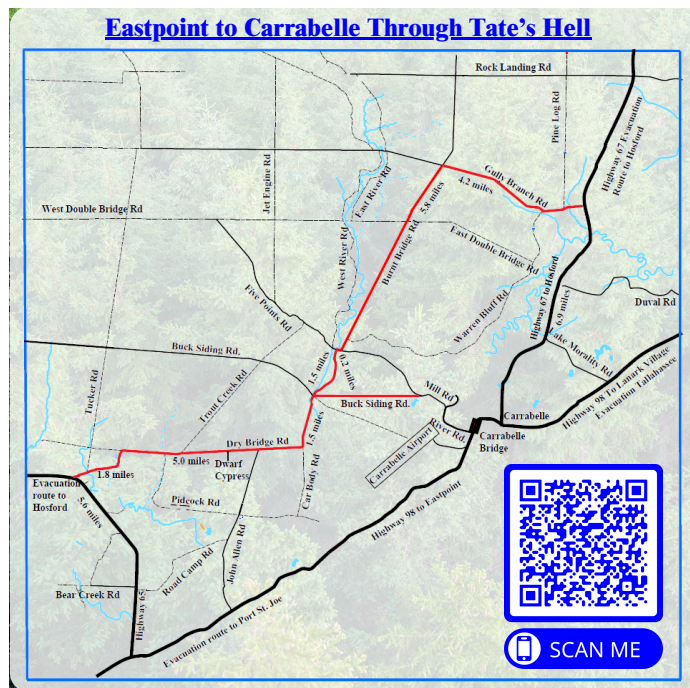 Eastpoint to Carrabelle Through Tate's Hell
Rock Landing Rd
Pine Log Rd
Highway 67 Evacuation
Route to Hosford
Gully Branch Rd
4.2 miles
Jet Engine Rd
East River Rd
5.8 miles
West Double Bridge Rd
West River Rd
Burnt Bridge Rd
East Double Bridge Rd
Highway 67 to Hosford
6.9 miles
Duval Rd
Five Points Rd
Warren Bluff Rd
Lake Morality Rd
Buck Siding Rd.
1.5 miles
0.2 miles
Tucker Rd
Trout Creek Rd
Mill Rd
Buck Siding Rd.
Highway 98 To Lanark Village
Evacuation Tallahassee
Carrabelle
River Rd.
Carrabelle
Bridge
Carrabelle Airport
1.5 miles
Dry Bridge Rd
5.0 miles
Dwarf
Cypress
1.8 miles
Car Body Rd
Evacuation
route to
Hosford
5.6 miles
Pidcock Rd
Highway 98 to Eastpoint
John Allen Rd
Road Camp Rd
Bear Creek Rd
Highway 65
Evacuation route to Port St. Joe
SCAN ME